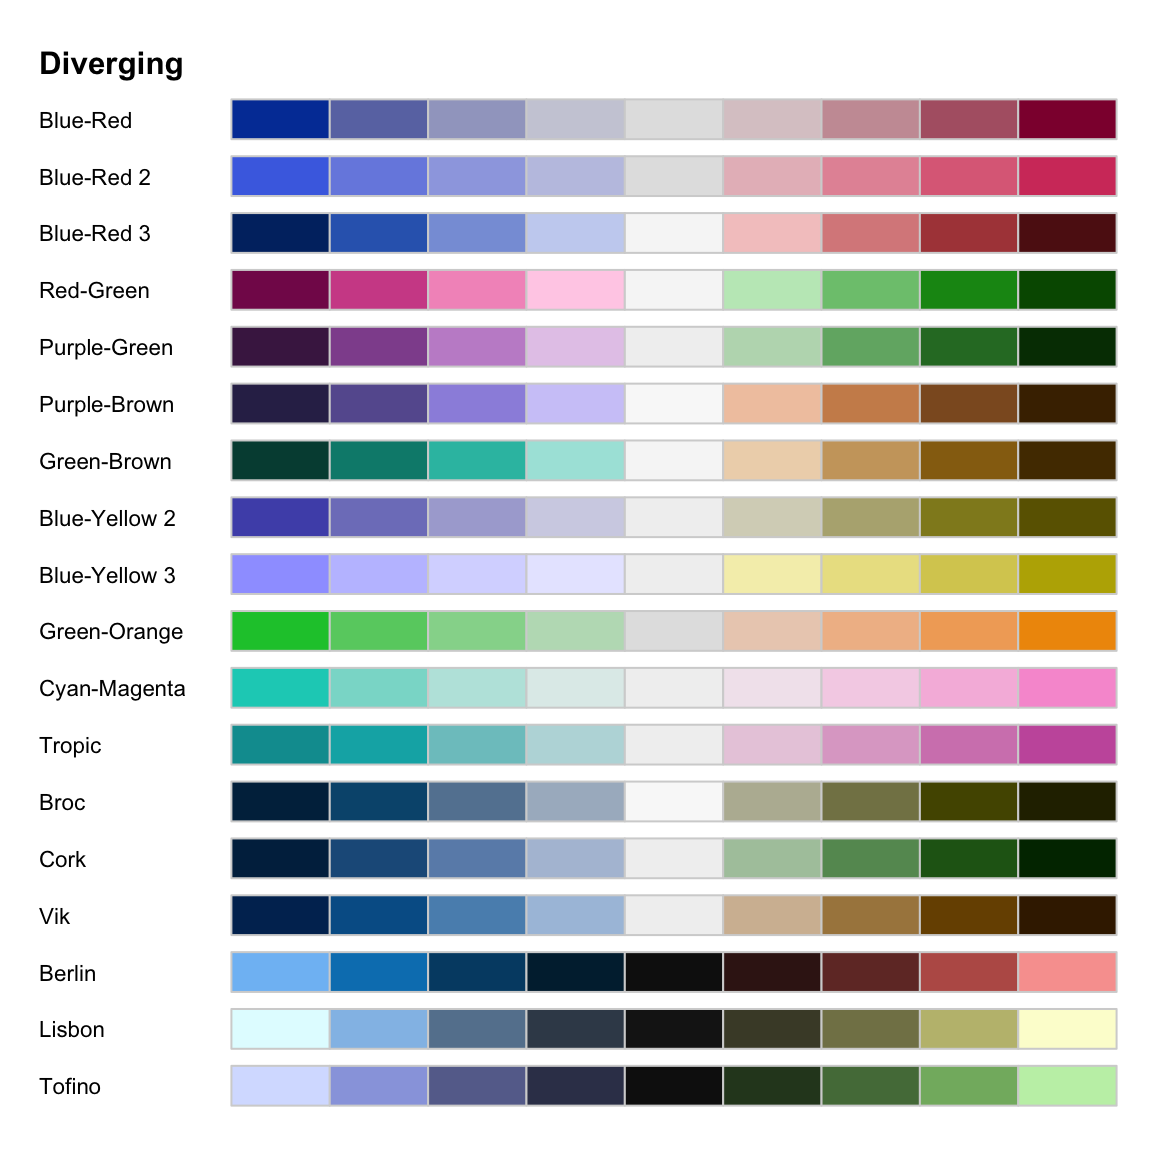 Diverging
Blue-Red
Blue-Red 2
Blue-Red 3
Red-Green
Purple-Green
Purple-Brown
Green-Brown
Blue-Yellow 2
Blue-Yellow 3
Green-Orange
Cyan-Magenta
Tropic
Broc
Cork
Vik
Berlin
Lisbon
Tofino